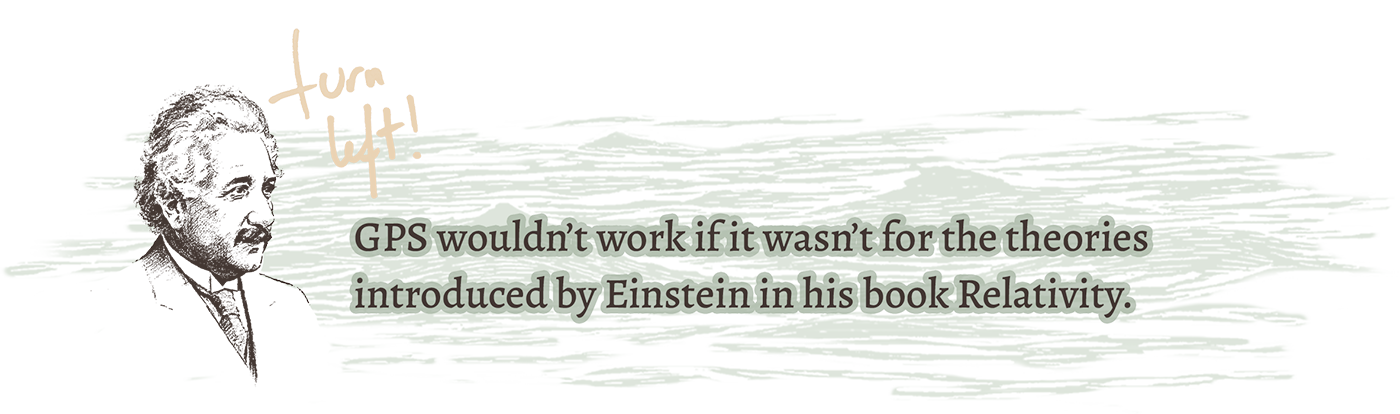 turn
left!
GPS wouldn’t work if it wasn’t for the theories
introduced by Einstein in his book Relativity.